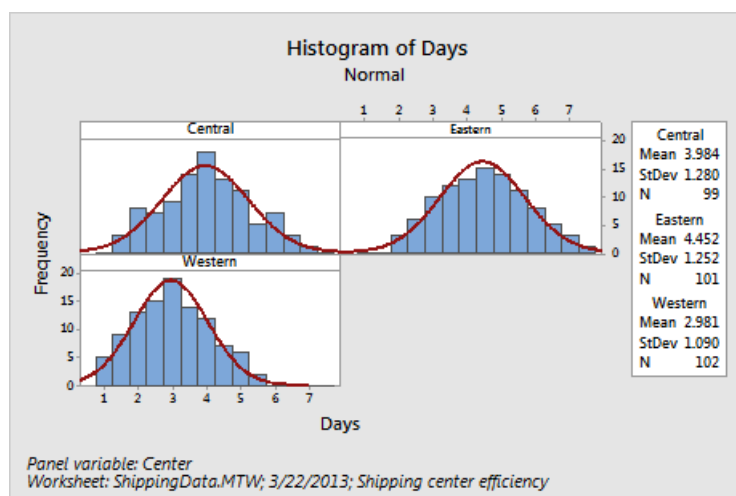 Histogram of Days
Normal
1 2 3 4 5 6 7
Central
Eastern
20
15
10
5
0
Central
Mean 3.984
StDev 1.280
N 99
Eastern
Mean 4.452
StDev 1.252
N 101
Western
Mean 2.981
StDev 1.090
N 102
Frequency
Western
20
15
10
5
0
1 2 3 4 5 6 7
Days
Panel variable: Center
Worksheet: ShippingData.MTW; 3/22/2013; Shipping center efficiency